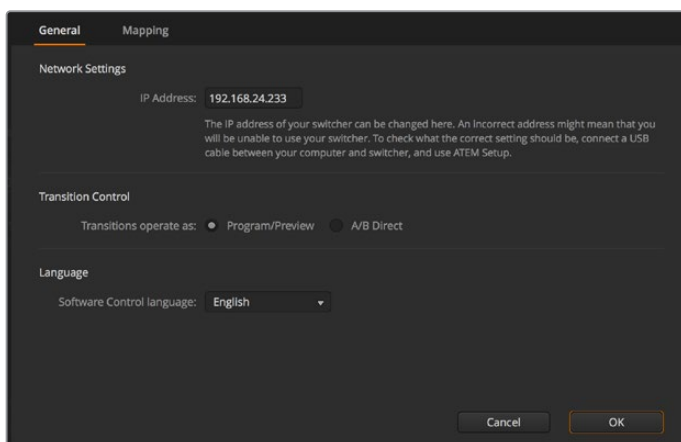 General
Mapping
Network Settings
IP Address: 192.168.24.233
The IP address of your switcher can be changed here. An incorrect address might mean that you
will be unable to use your switcher. To check what the correct setting should be, connect a USB
cable between your computer and switcher, and use ATEM Setup.
Transition Control
Transitions operate as: Program/Preview A/B Direct
Language
Software Control language: English
Cancel
OK